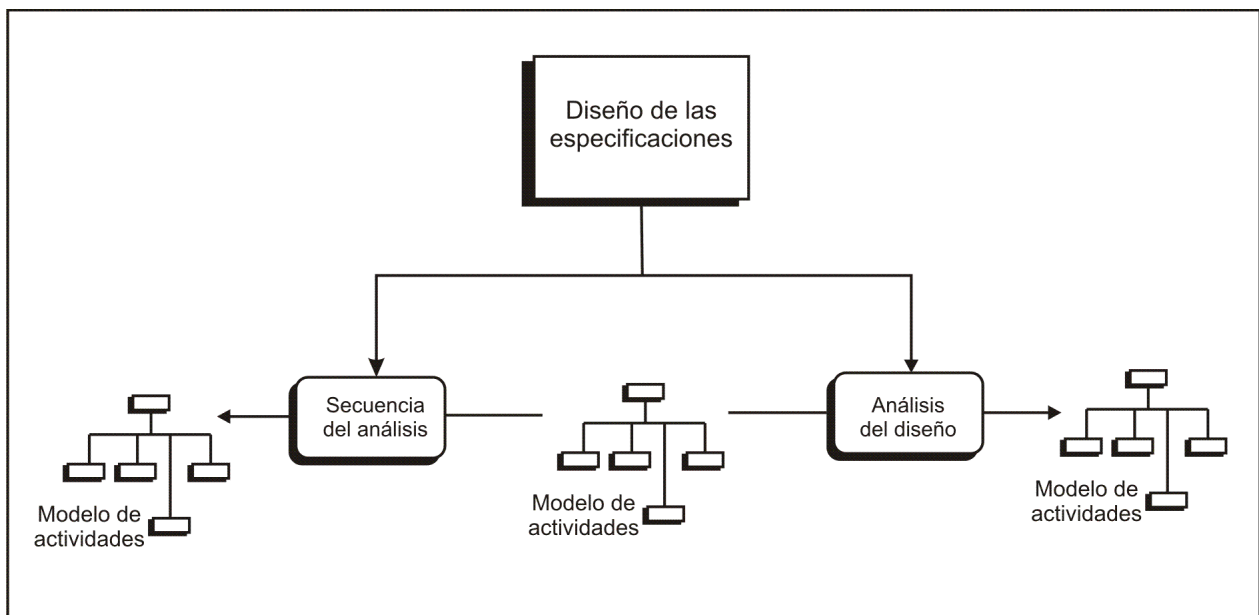 Diseño de las
especificaciones
Secuencia
del análisis
Análisis
del diseño
Modelo de
actividades
Modelo de
actividades
Modelo de
actividades